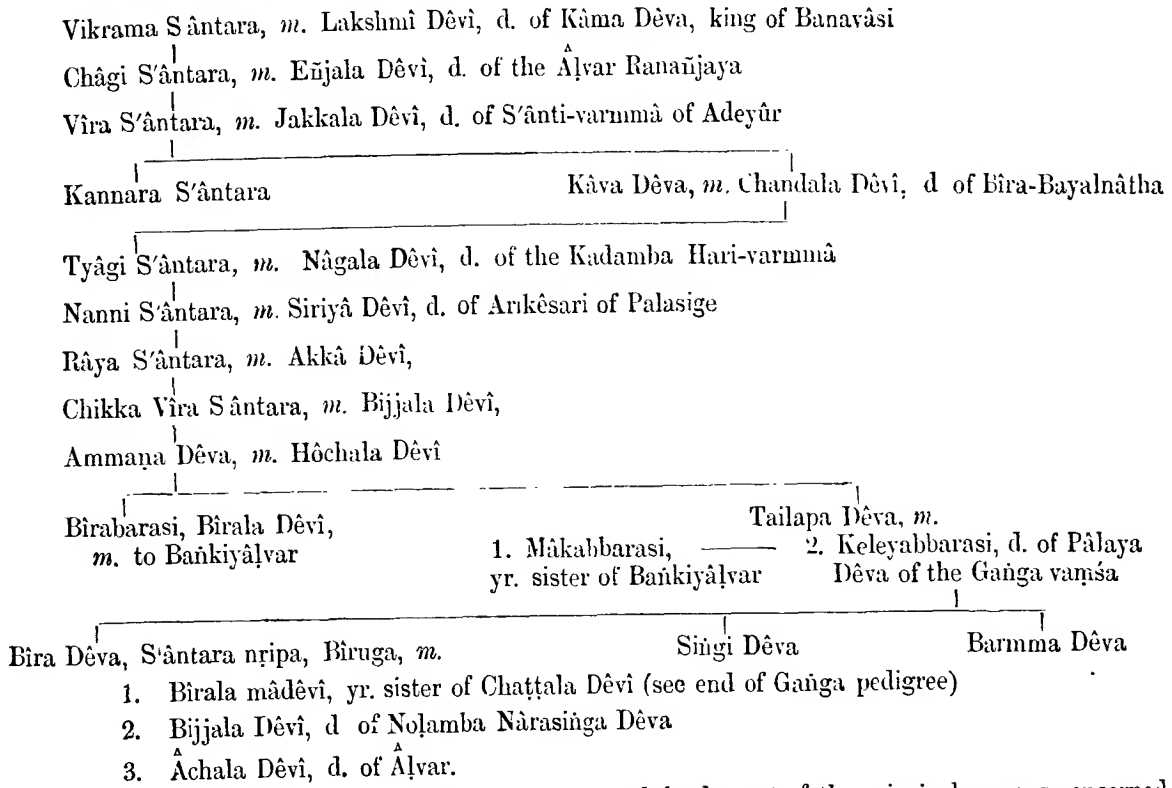 Vikrama S ântara, m. Lakshmî Dêvî, d. of Kâma Dêva, king of Banavâsi
Châgi S'ântara, m. Eñjala Dêvî, d. of the Âḷvar Ranañjaya
Vîra S'ântara, m. Jakkala Dêvî, d. of S'ânti-varmmâ of Adeyûr
Kannara S'ântara Kâva Dêva, m. Chandala Dêvî, d of Bîra-Bayalnâtha
Tyâgi S'ântara, m. Nâgala Dêvî, d. of the Kadamba Hari-varmmâ
Nanni S'ântara, m. Siriyâ Dêvî, d. of Arikêsari of Palasige
Râya S'ântara, m. Akkâ Dêvî,
Chikka Vîra S ântara, m. Bijjala Dêvî,
Ammaṇa Dêva, m. Hôchala Dêvî
Bîrabarasi, Bîrala Dêvî, Tailapa Dêva, m.
m. to Baṅkiyâḷvar 1. Mâkabbarasi, 2. Keleyabbarasi, d. of Pâlaya
yr. sister of Baṅkiyâḷvar Dêva of the Gaṅga vaṃśa
Bîra Dêva, S'ântara nṛipa, Bîruga, m. Siṅgi Dêva Barmma Dêva
1. Bîrala mâdêvî, yr. sister of Chaṭṭala Dêvî (see end of Gaṅga pedigree)
2. Bijjala Dêvî, d of Noḷamba Nârasiṅga Dêva
3. Âchala Dêvî, d. of Âḷvar.